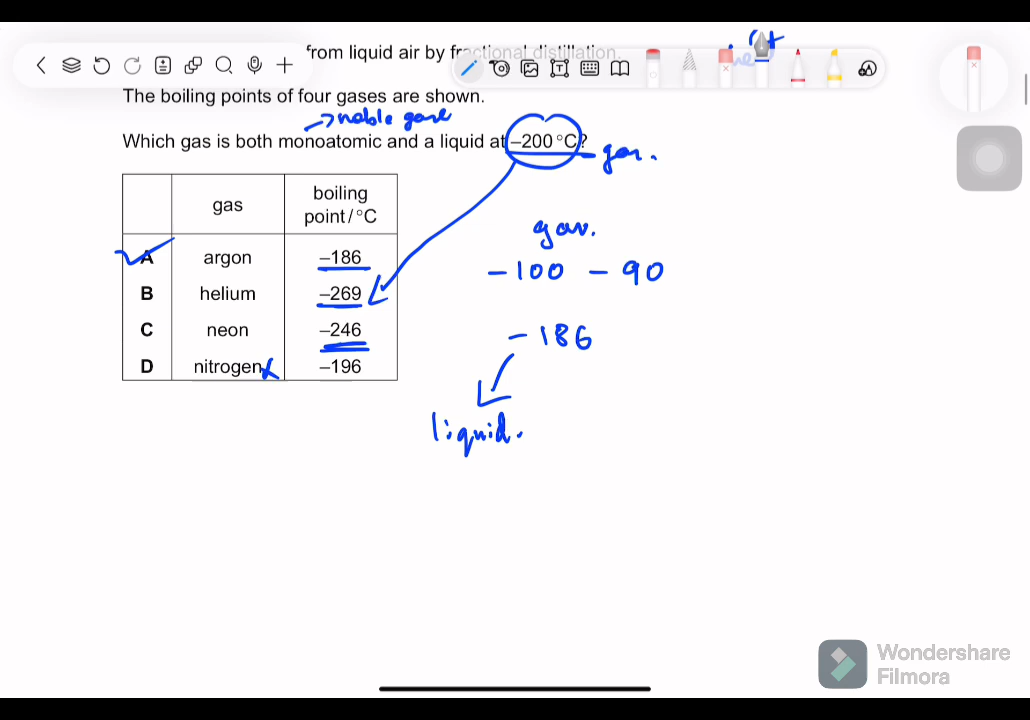 from liquid air by fractional distillation.
The boiling points of four gases are shown.
→ noble gase
Which gas is both monoatomic and a liquid at –200 °C?
gas.
gas boiling point/°C
A argon –186
B helium –269
C neon –246
D nitrogen –196
gas.
–100 –90
–186
liquid.
Wondershare
Filmora